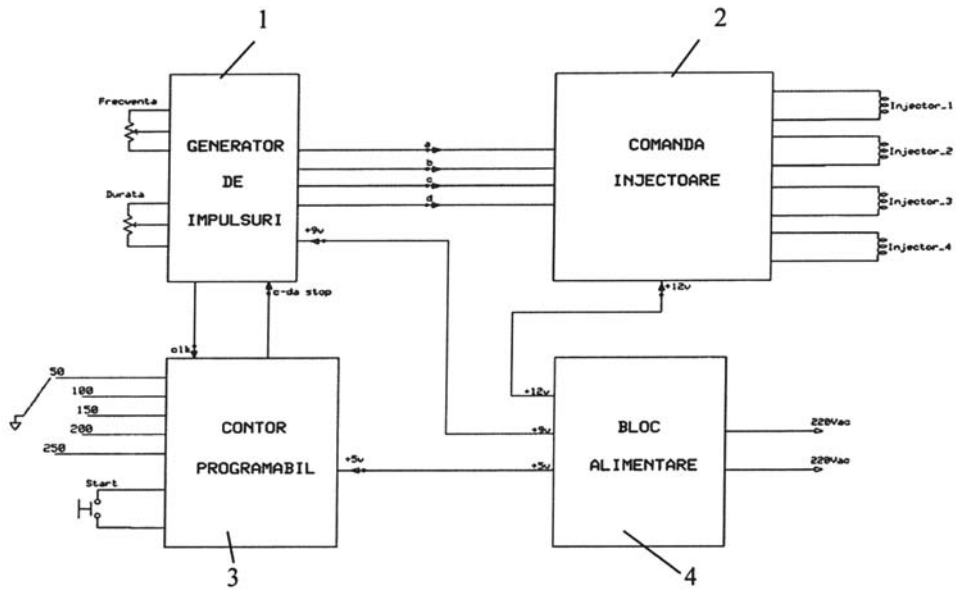 1
2
Frecventa
GENERATOR
DE
IMPULSURI
Durata
a
b
c
d
+9v
COMANDA
INJECTOARE
Injector_1
Injector_2
Injector_3
Injector_4
+12v
c-da stop
clk
50
100
150
200
250
Start
CONTOR
PROGRAMABIL
+5v
+12v
+9v
+5v
BLOC
ALIMENTARE
220Vac
220Vac
3
4